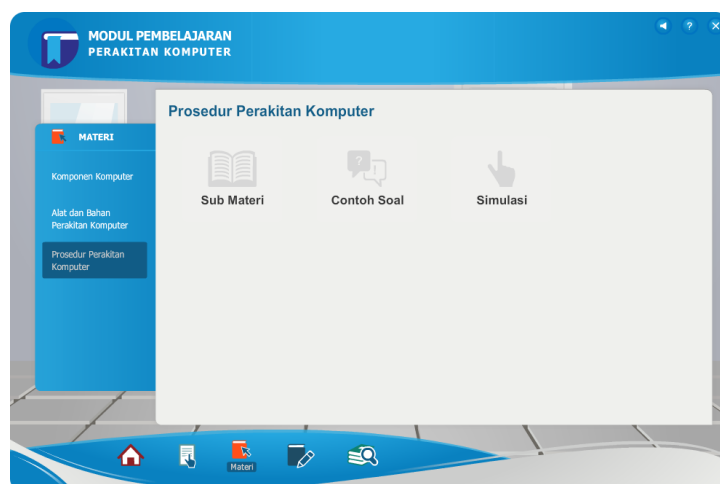 MODUL PEMBELAJARAN
PERAKITAN KOMPUTER
?
Prosedur Perakitan Komputer
MATERI
Komponen Komputer
Alat dan Bahan
Perakitan Komputer
Prosedur Perakitan
Komputer
? !
Sub Materi
Contoh Soal
Simulasi
Materi